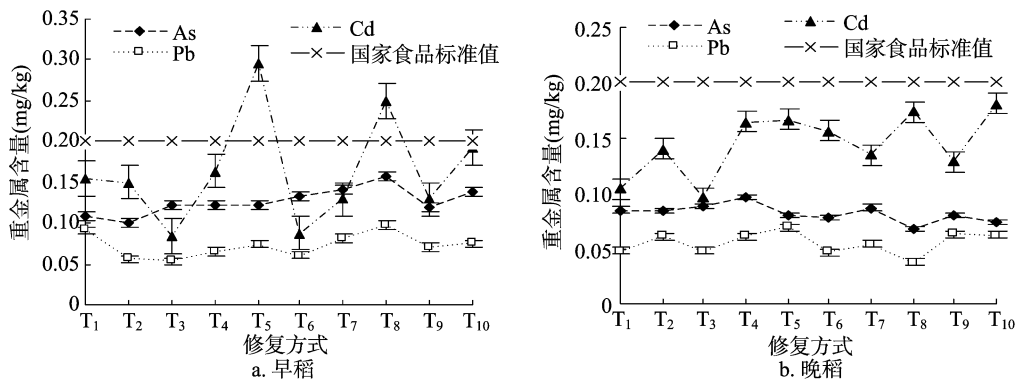 0.35
As
Pb
Cd
国家食品标准值
0.30
0.25
0.20
0.15
0.10
0.05
0
重金属含量(mg/kg)
T1 T2 T3 T4 T5 T6 T7 T8 T9 T10
修复方式
a. 早稻
0.25
As
Pb
Cd
国家食品标准值
0.20
0.20
0.15
0.10
0.05
0
重金属含量(mg/kg)
T1 T2 T3 T4 T5 T6 T7 T8 T9 T10
修复方式
b. 晚稻